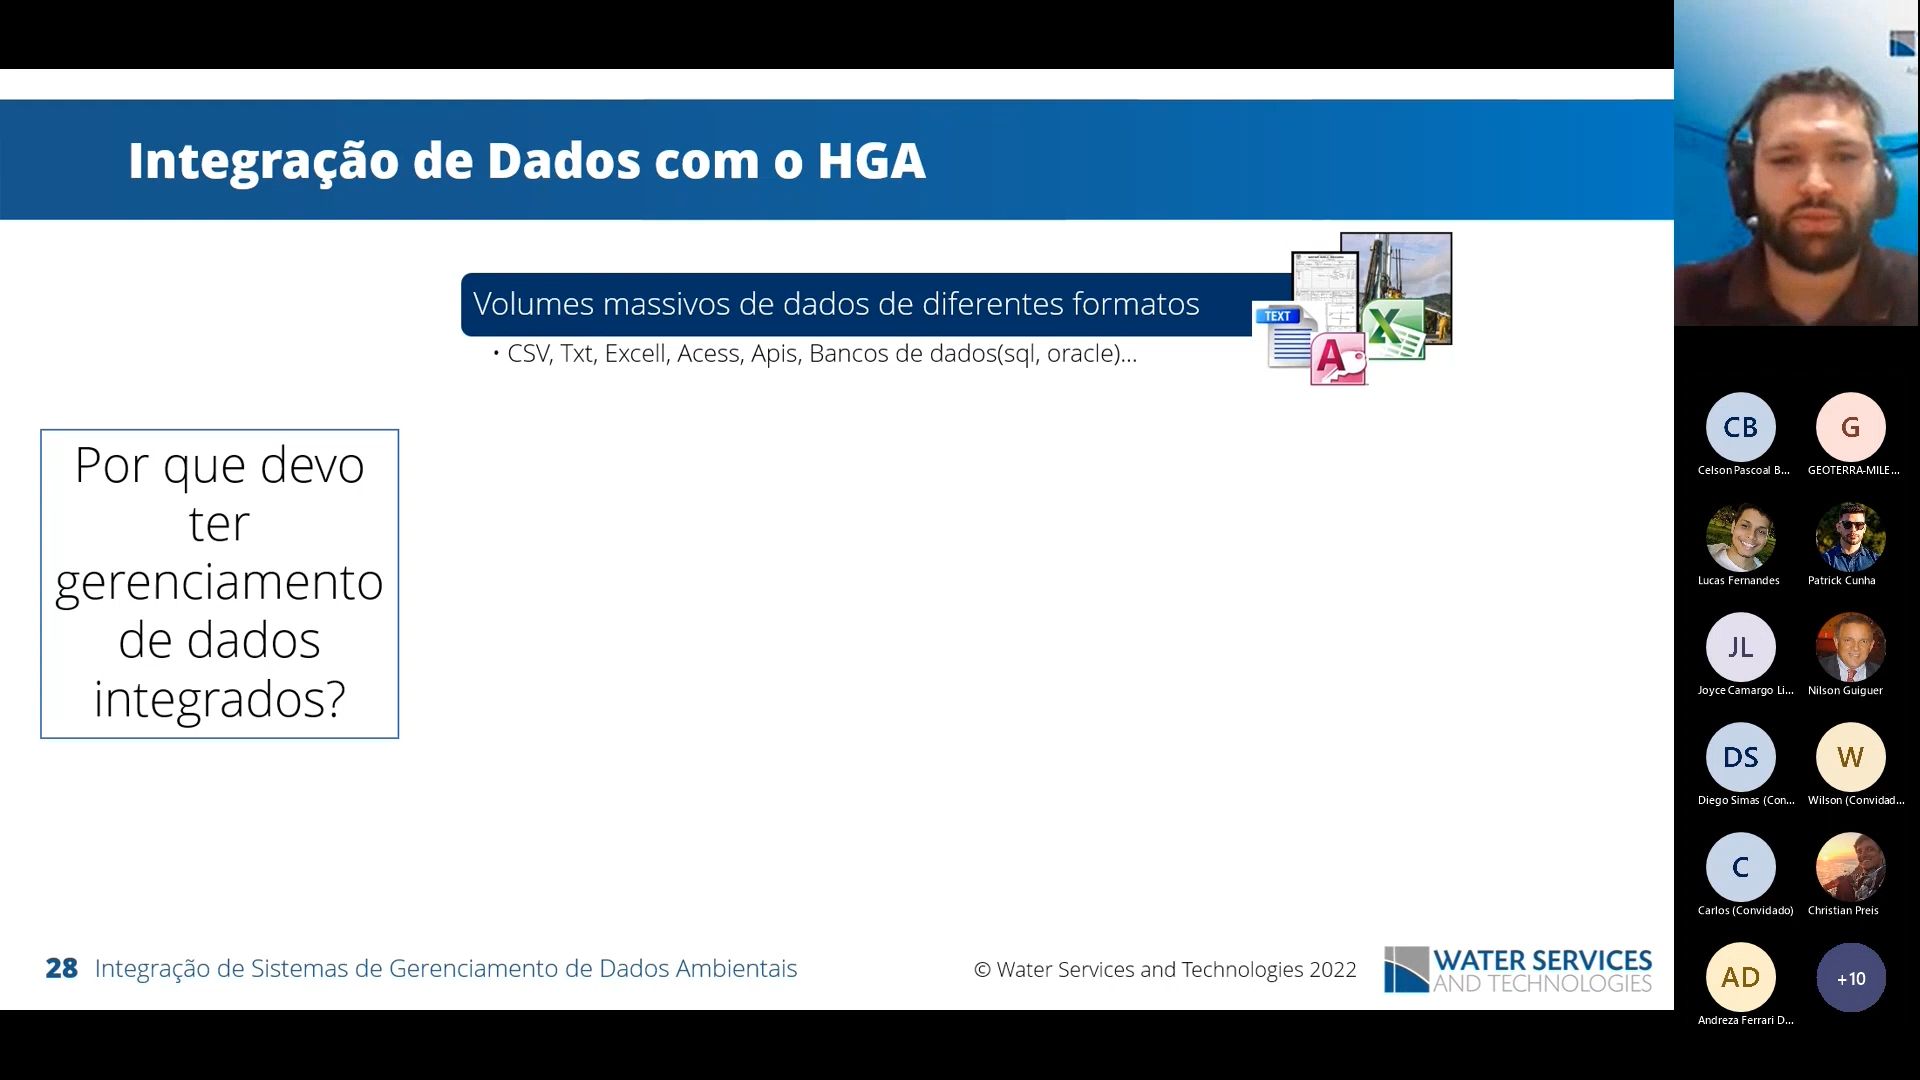 Integração de Dados com o HGA
Volumes massivos de dados de diferentes formatos
• CSV, Txt, Excell, Acess, Apis, Bancos de dados(sql, oracle)...
TEXT
Por que devo
ter
gerenciamento
de dados
integrados?
28 Integração de Sistemas de Gerenciamento de Dados Ambientais
© Water Services and Technologies 2022
WATER SERVICES
AND TECHNOLOGIES
CB
Celson Pascoal B...
G
GEOTERRA-MILE...
Lucas Fernandes
Patrick Cunha
JL
Joyce Camargo Li...
Nilson Guiguer
DS
Diego Simas (Con...
W
Wilson (Convidad...
C
Carlos (Convidado)
Christian Preis
AD
Andreza Ferrari D...
+10